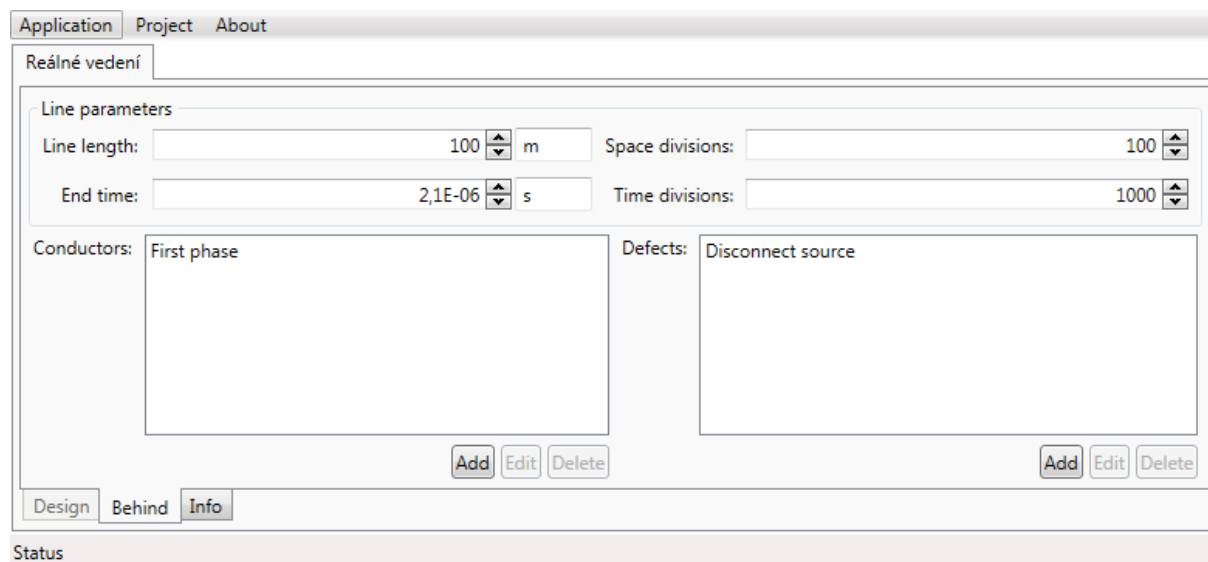 Application Project About
Reálné vedení
Line parameters
Line length: 100 m Space divisions: 100
End time: 2,1E-06 s Time divisions: 1000
Conductors: First phase Defects: Disconnect source
Add Edit Delete Add Edit Delete
Design Behind Info
Status